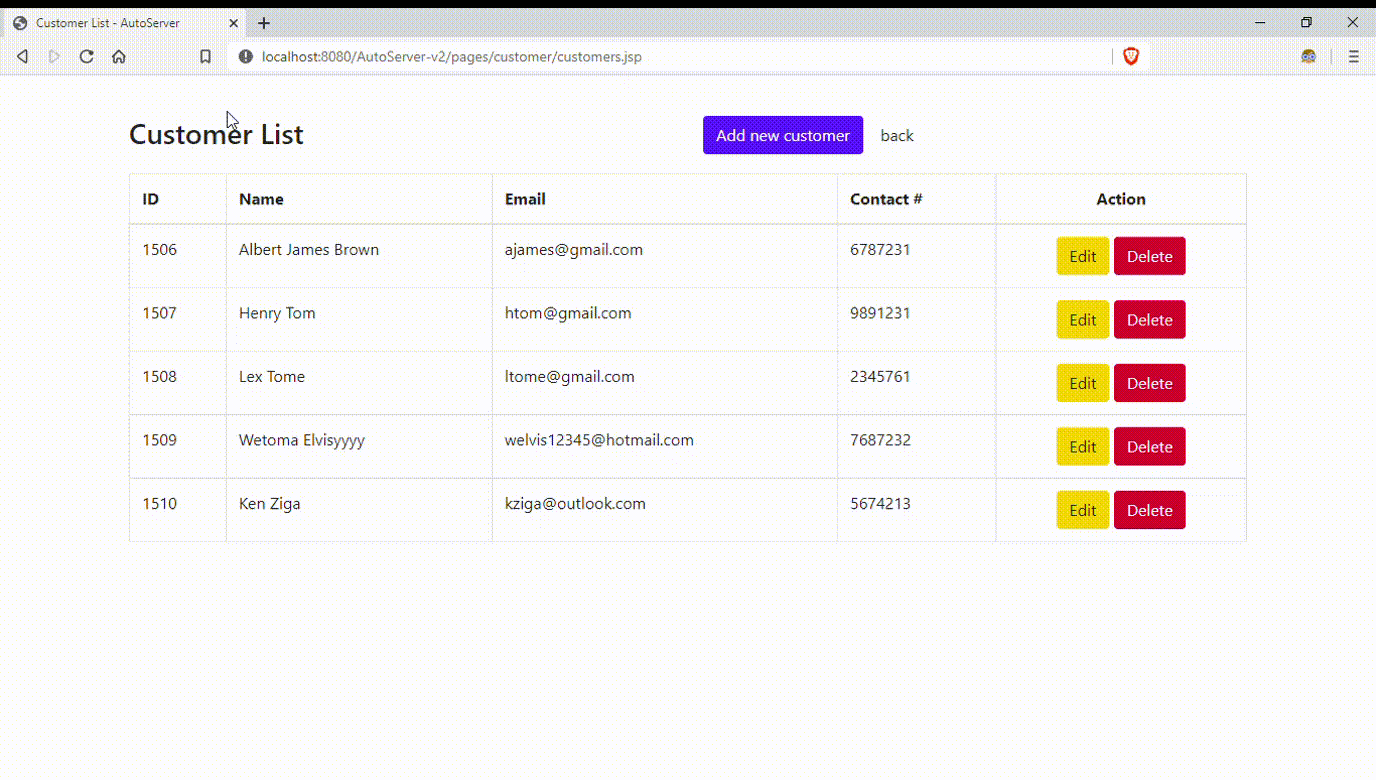 Customer List - AutoServer
localhost:8080/AutoServer-v2/pages/customer/customers.jsp
Customer List Add new customer back
ID Name Email Contact # Action
1506 Albert James Brown ajames@gmail.com 6787231 Edit Delete
1507 Henry Tom htom@gmail.com 9891231 Edit Delete
1508 Lex Tome ltome@gmail.com 2345761 Edit Delete
1509 Wetoma Elvisyyyy welvis12345@hotmail.com 7687232 Edit Delete
1510 Ken Ziga kziga@outlook.com 5674213 Edit Delete